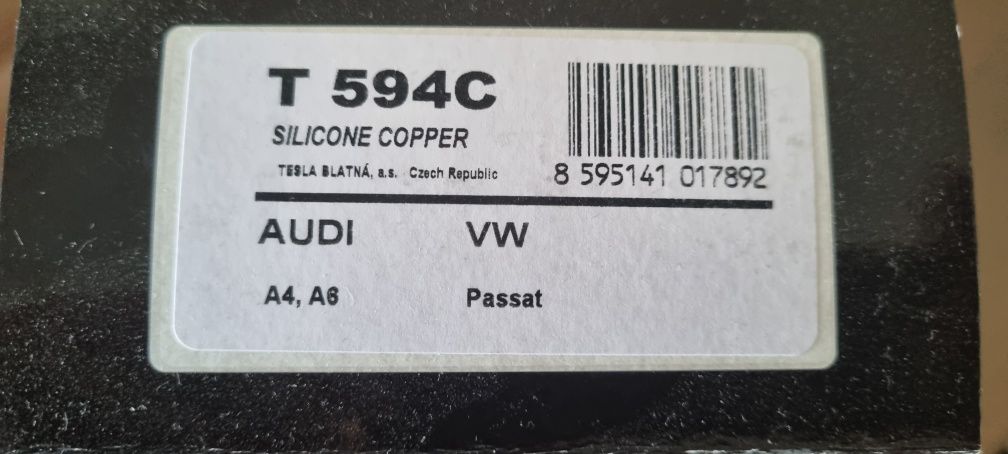 T 594C
SILICONE COPPER
TESLA BLATNÁ, a.s. Czech Republic
8 595141 017892
AUDI VW
A4, A6 Passat